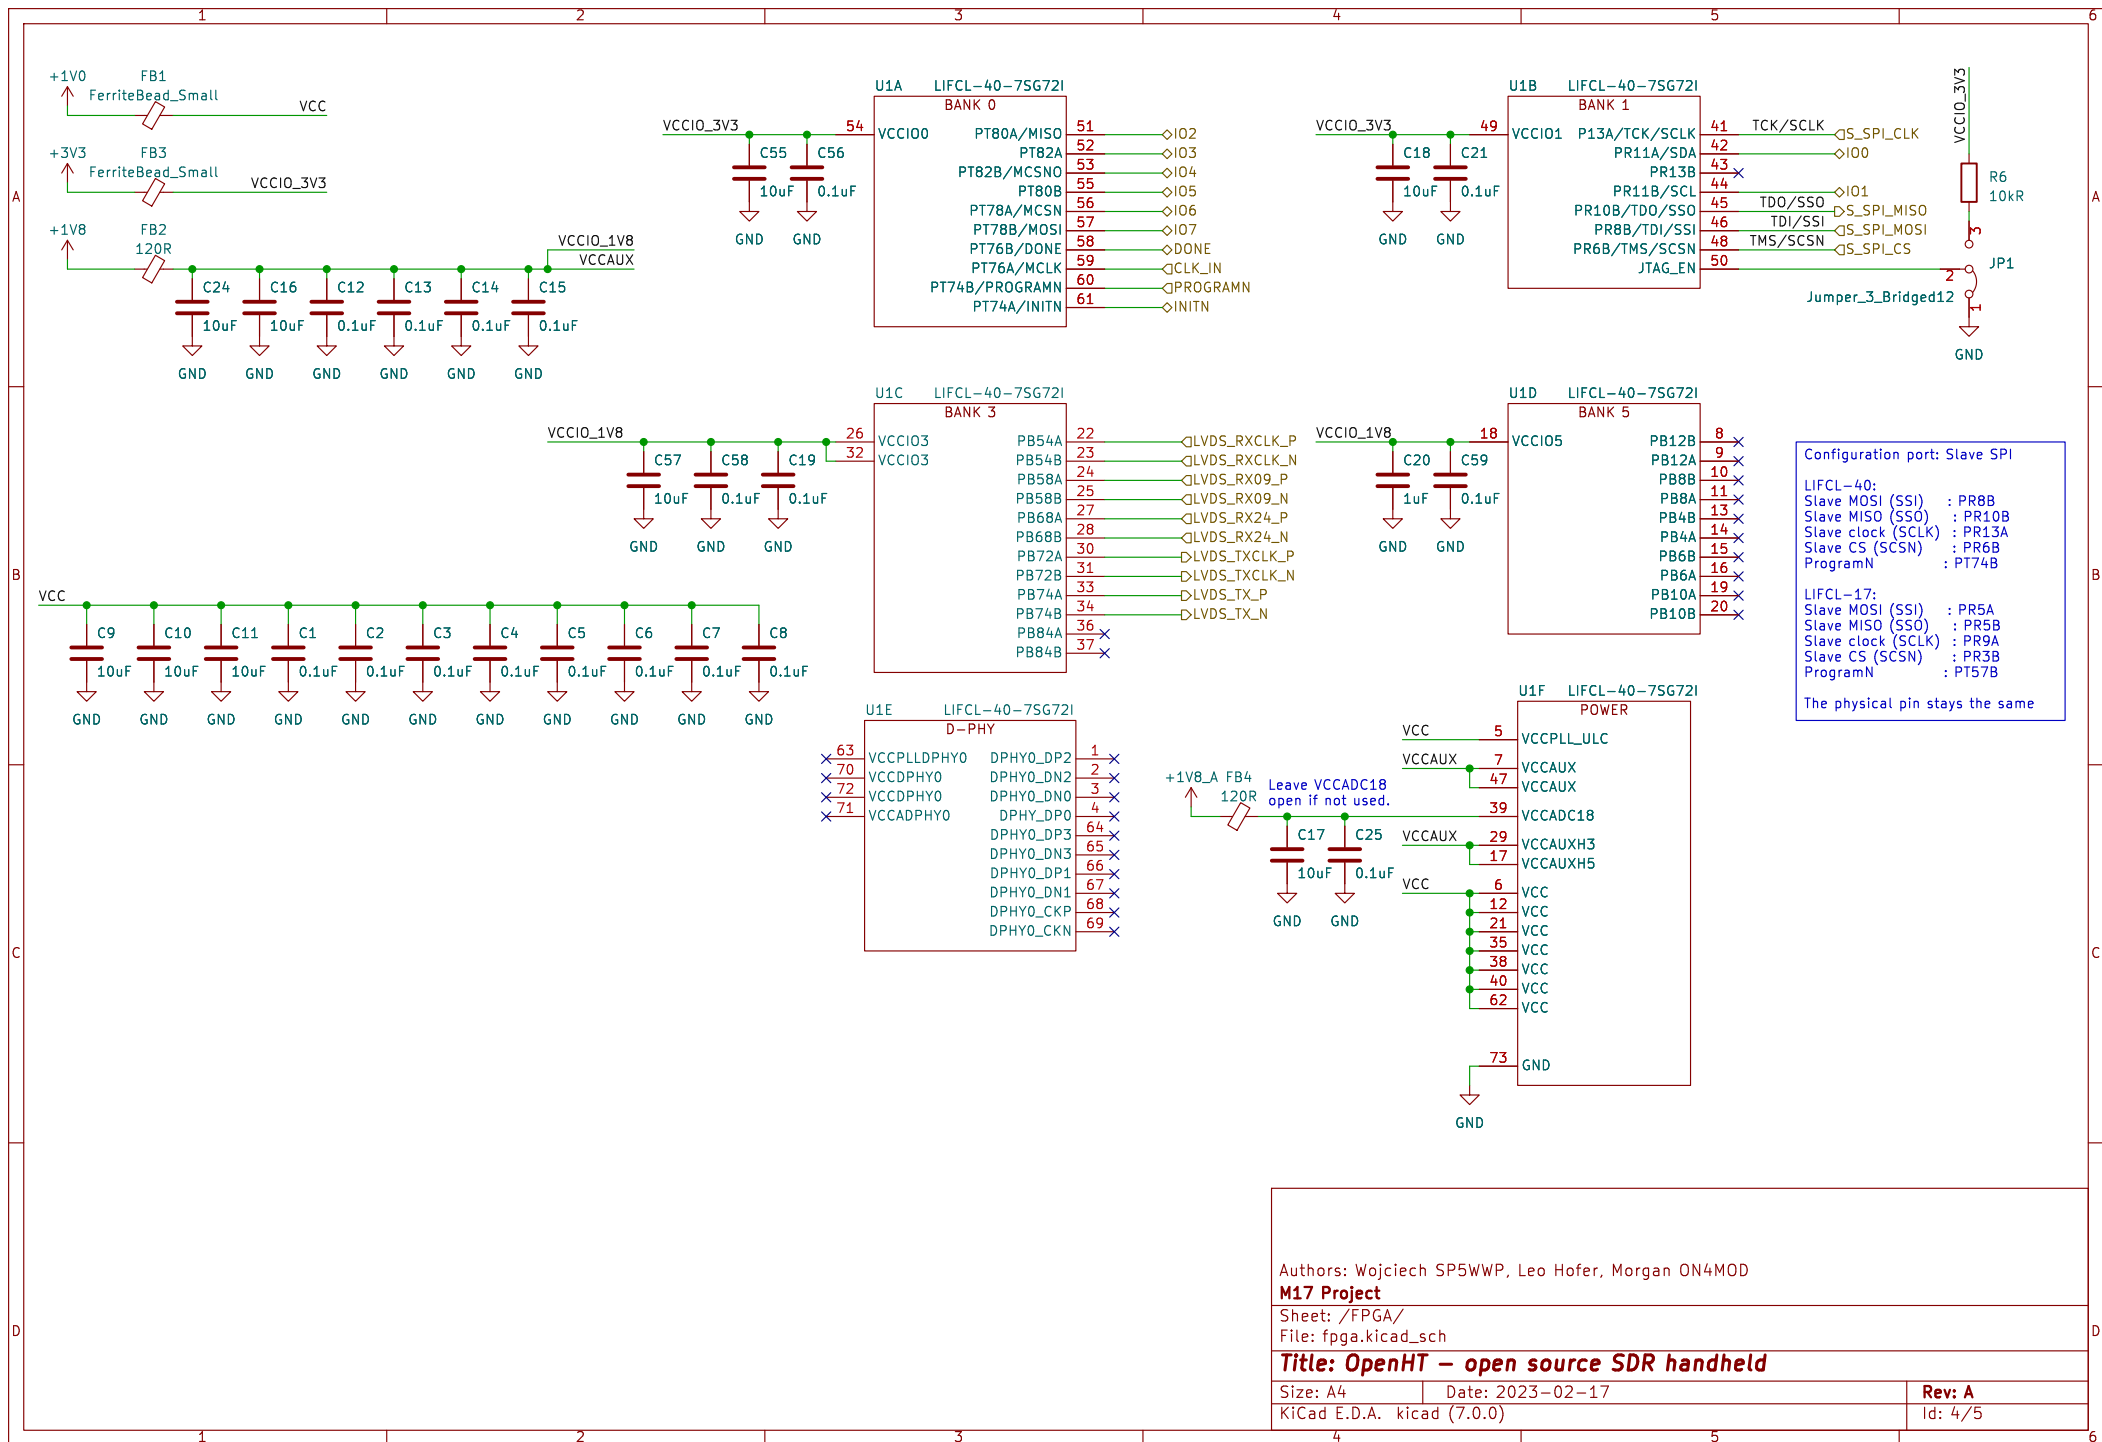 1 2 3 4 5 6
A
B
C
D
+1V0 FB1
FerriteBead_Small
VCC
+3V3 FB3
FerriteBead_Small
VCCIO_3V3
+1V8 FB2
120R
VCCIO_1V8
VCCAUX
C24 C16 C12 C13 C14 C15
10uF 10uF 0.1uF 0.1uF 0.1uF 0.1uF
GND GND GND GND GND GND
U1A LIFCL-40-7SG72I
BANK 0
VCCIO_3V3
C55 C56
10uF 0.1uF
GND GND
54 VCCIO0
PT80A/MISO 51 IO2
PT82A 52 IO3
PT82B/MCSNO 53 IO4
PT80B 55 IO5
PT78A/MCSN 56 IO6
PT78B/MOSI 57 IO7
PT76B/DONE 58 DONE
PT76A/MCLK 59 CLK_IN
PT74B/PROGRAMN 60 PROGRAMN
PT74A/INITN 61 INITN
U1B LIFCL-40-7SG72I
BANK 1
VCCIO_3V3
C18 C21
10uF 0.1uF
GND GND
49 VCCIO1
P13A/TCK/SCLK 41 TCK/SCLK S_SPI_CLK
PR11A/SDA 42 IO0
PR13B 43
PR11B/SCL 44 IO1
PR10B/TDO/SSO 45 TDO/SSO S_SPI_MISO
PR8B/TDI/SSI 46 TDI/SSI S_SPI_MOSI
PR6B/TMS/SCSN 48 TMS/SCSN S_SPI_CS
JTAG_EN 50
VCCIO_3V3
R6
10kR
3
2
1
JP1
Jumper_3_Bridged12
GND
U1C LIFCL-40-7SG72I
BANK 3
VCCIO_1V8
C57 C58 C19
10uF 0.1uF 0.1uF
GND GND GND
26 VCCIO3
32 VCCIO3
PB54A 22 LVDS_RXCLK_P
PB54B 23 LVDS_RXCLK_N
PB58A 24 LVDS_RX09_P
PB58B 25 LVDS_RX09_N
PB68A 27 LVDS_RX24_P
PB68B 28 LVDS_RX24_N
PB72A 30 LVDS_TXCLK_P
PB72B 31 LVDS_TXCLK_N
PB74A 33 LVDS_TX_P
PB74B 34 LVDS_TX_N
PB84A 36
PB84B 37
U1D LIFCL-40-7SG72I
BANK 5
VCCIO_1V8
C20 C59
1uF 0.1uF
GND GND
18 VCCIO5
PB12B 8
PB12A 9
PB8B 10
PB8A 11
PB4B 13
PB4A 14
PB6B 15
PB6A 16
PB10A 19
PB10B 20
Configuration port: Slave SPI
LIFCL-40:
Slave MOSI (SSI) : PR8B
Slave MISO (SSO) : PR10B
Slave clock (SCLK) : PR13A
Slave CS (SCSN) : PR6B
ProgramN : PT74B
LIFCL-17:
Slave MOSI (SSI) : PR5A
Slave MISO (SSO) : PR5B
Slave clock (SCLK) : PR9A
Slave CS (SCSN) : PR3B
ProgramN : PT57B
The physical pin stays the same
VCC
C9 C10 C11 C1 C2 C3 C4 C5 C6 C7 C8
10uF 10uF 10uF 0.1uF 0.1uF 0.1uF 0.1uF 0.1uF 0.1uF 0.1uF 0.1uF
GND GND GND GND GND GND GND GND GND GND GND
U1E LIFCL-40-7SG72I
D-PHY
63 VCCPLLDPHY0
70 VCCDPHY0
72 VCCDPHY0
71 VCCADPHY0
DPHY0_DP2 1
DPHY0_DN2 2
DPHY0_DN0 3
DPHY_DP0 4
DPHY0_DP3 64
DPHY0_DN3 65
DPHY0_DP1 66
DPHY0_DN1 67
DPHY0_CKP 68
DPHY0_CKN 69
U1F LIFCL-40-7SG72I
POWER
VCC 5 VCCPLL_ULC
VCCAUX 7 VCCAUX
47 VCCAUX
+1V8_A FB4
120R
Leave VCCADC18
open if not used.
39 VCCADC18
C17 C25
10uF 0.1uF
GND GND
VCCAUX 29 VCCAUXH3
17 VCCAUXH5
VCC 6 VCC
12 VCC
21 VCC
35 VCC
38 VCC
40 VCC
62 VCC
73 GND
GND
Authors: Wojciech SP5WWP, Leo Hofer, Morgan ON4MOD
M17 Project
Sheet: /FPGA/
File: fpga.kicad_sch
Title: OpenHT – open source SDR handheld
Size: A4 Date: 2023-02-17 Rev: A
KiCad E.D.A. kicad (7.0.0) Id: 4/5
A
B
C
D
1 2 3 4 5 6